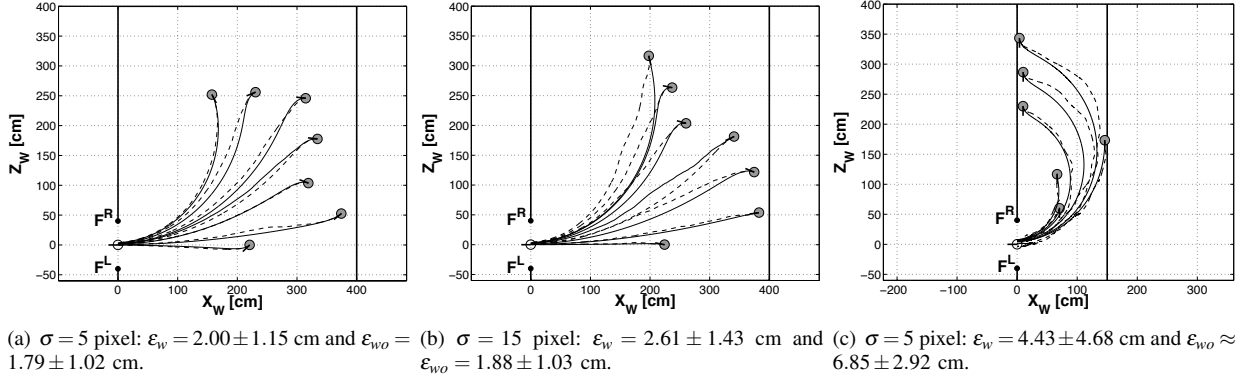 400
350
300
250
200
150
100
50
0
−50
Z_W [cm]
F^R
F^L
0 100 200 300 400
X_W [cm]
400
350
300
250
200
150
100
50
0
−50
Z_W [cm]
F^R
F^L
0 100 200 300 400
X_W [cm]
400
350
300
250
200
150
100
50
0
−50
Z_W [cm]
F^R
F^L
−200 −100 0 100 200 300
X_W [cm]
(a) σ = 5 pixel: ε_w = 2.00 ± 1.15 cm and ε_wo =
1.79 ± 1.02 cm.
(b) σ = 15 pixel: ε_w = 2.61 ± 1.43 cm and
ε_wo = 1.88 ± 1.03 cm.
(c) σ = 5 pixel: ε_w = 4.43 ± 4.68 cm and ε_wo ≈
6.85 ± 2.92 cm.